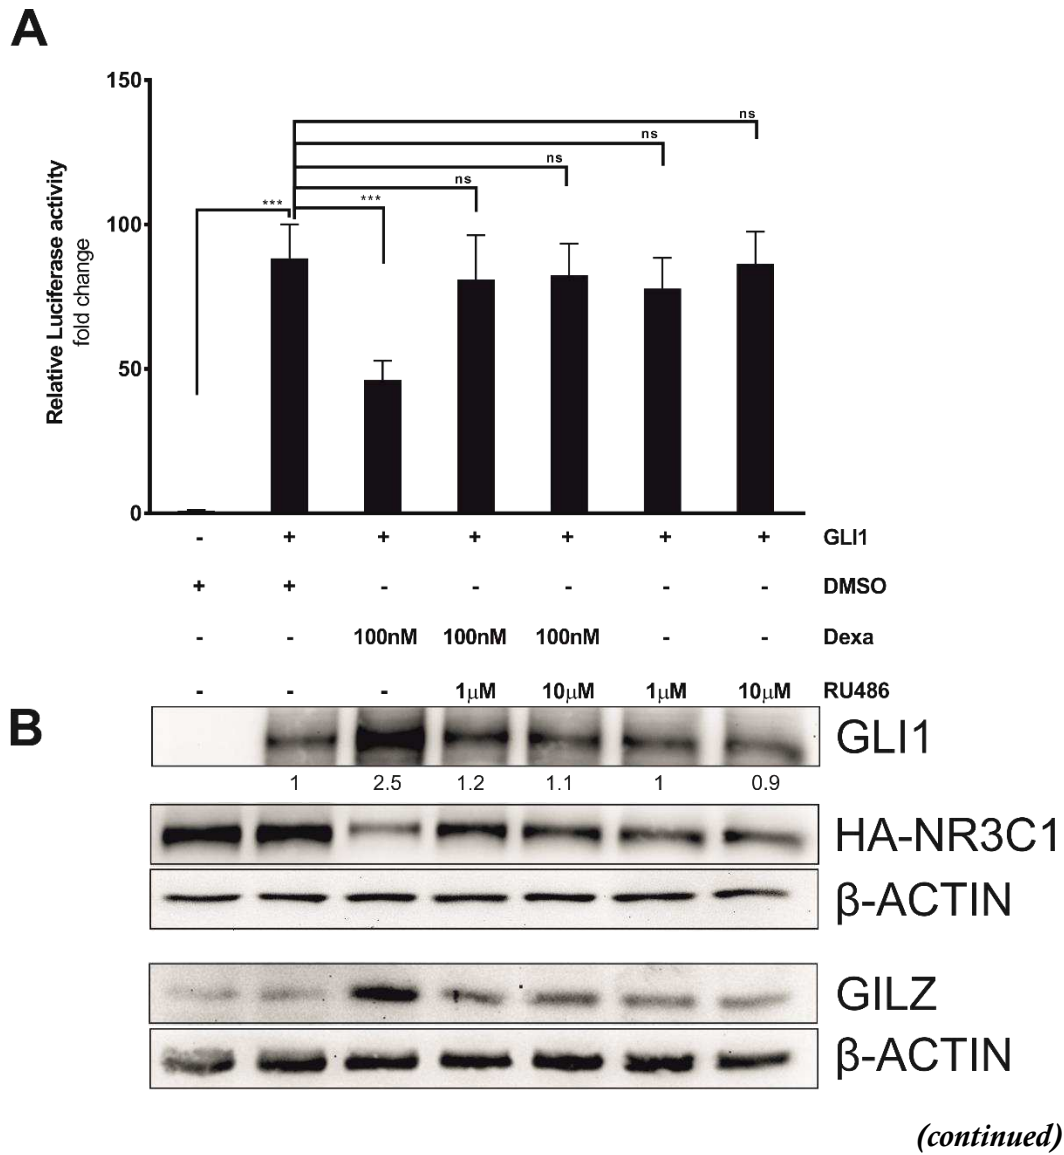 A
150
100
50
0
Relative Luciferase activity
fold change
ns
ns
ns
ns
*** ***
- + + + + + + GLI1
+ + - - - - - DMSO
- - 100nM 100nM 100nM - - Dexa
- - - 1μM 10μM 1μM 10μM RU486
B
GLI1
1 2.5 1.2 1.1 1 0.9
HA-NR3C1
β-ACTIN
GILZ
β-ACTIN
(continued)